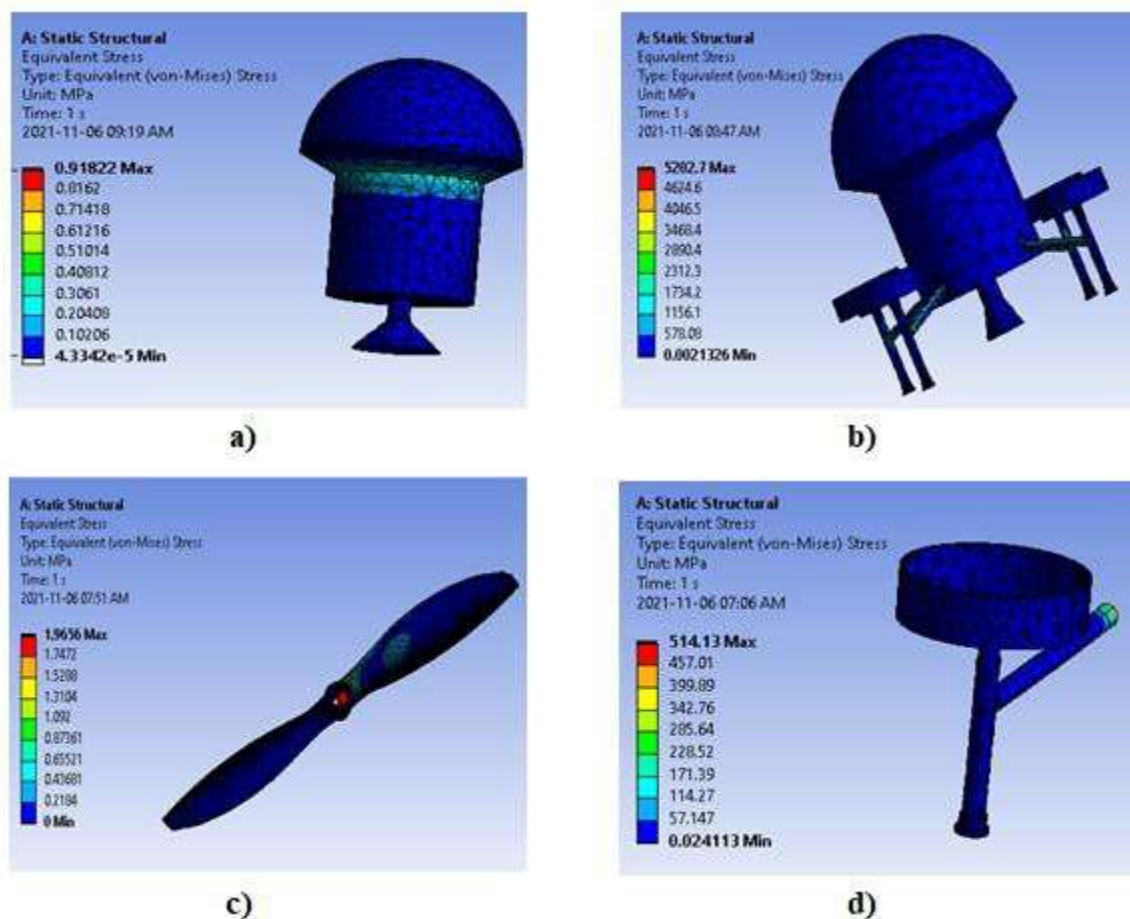 A: Static Structural
Equivalent Stress
Type: Equivalent (von-Mises) Stress
Unit: MPa
Time: 1 s
2021-11-06 09:19 AM
0.91822 Max
0.8162
0.71418
0.61216
0.51014
0.40812
0.3061
0.20408
0.10206
4.3342e-5 Min
a)
A: Static Structural
Equivalent Stress
Type: Equivalent (von-Mises) Stress
Unit: MPa
Time: 1 s
2021-11-06 08:47 AM
5202.7 Max
4624.6
4046.5
3468.4
2890.4
2312.3
1734.2
1156.1
578.08
0.0021326 Min
b)
A: Static Structural
Equivalent Stress
Type: Equivalent (von-Mises) Stress
Unit: MPa
Time: 1 s
2021-11-06 07:51 AM
1.9656 Max
1.7472
1.5288
1.3104
1.092
0.87361
0.65521
0.43681
0.2184
0 Min
c)
A: Static Structural
Equivalent Stress
Type: Equivalent (von-Mises) Stress
Unit: MPa
Time: 1 s
2021-11-06 07:06 AM
514.13 Max
457.01
399.89
342.76
285.64
228.52
171.39
114.27
57.147
0.024113 Min
d)